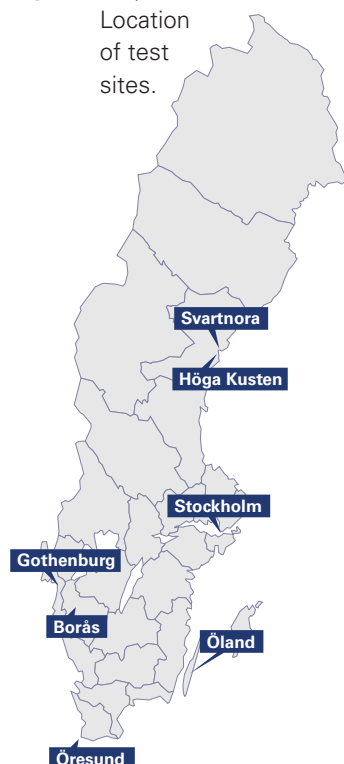 Location
of test
sites.
Svartnora
Höga Kusten
Stockholm
Gothenburg
Borås
Öland
Öresund